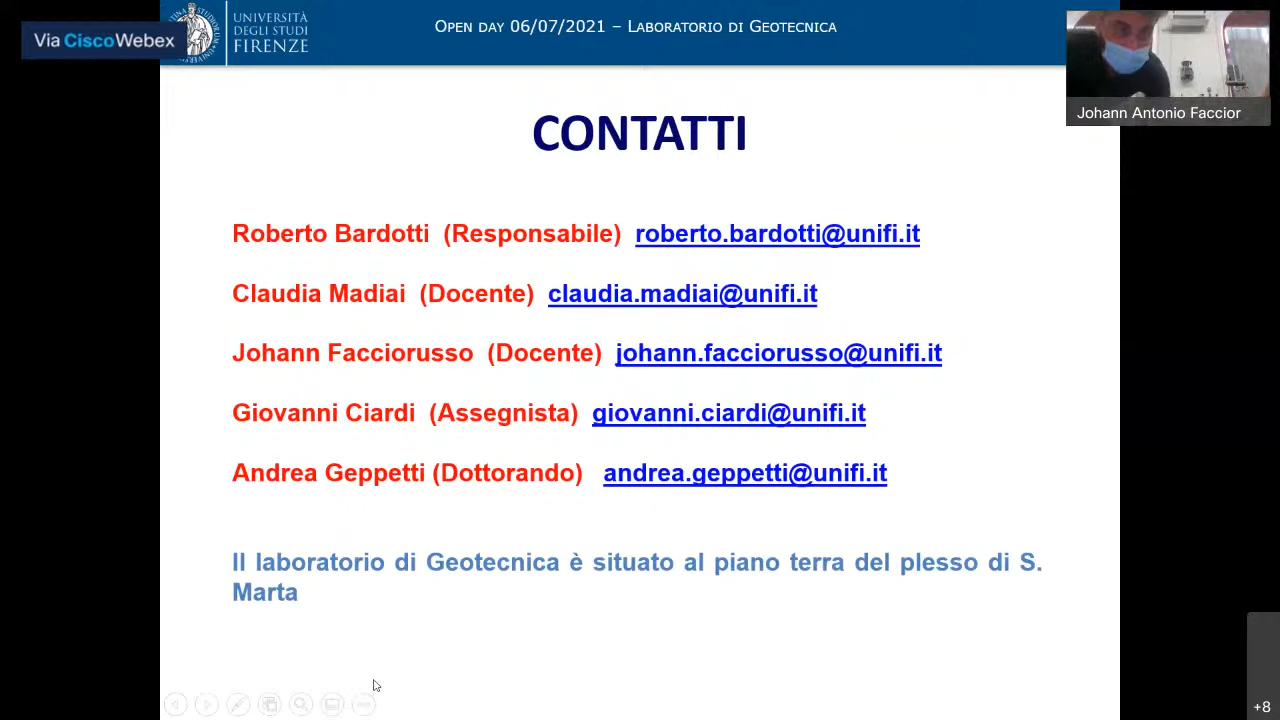 Via CiscoWebex
UNIVERSITÀ
DEGLI STUDI
FIRENZE
OPEN DAY 06/07/2021 – LABORATORIO DI GEOTECNICA
Johann Antonio Faccior
CONTATTI
Roberto Bardotti (Responsabile) roberto.bardotti@unifi.it
Claudia Madiai (Docente) claudia.madiai@unifi.it
Johann Facciorusso (Docente) johann.facciorusso@unifi.it
Giovanni Ciardi (Assegnista) giovanni.ciardi@unifi.it
Andrea Geppetti (Dottorando) andrea.geppetti@unifi.it
Il laboratorio di Geotecnica è situato al piano terra del plesso di S.
Marta
+8